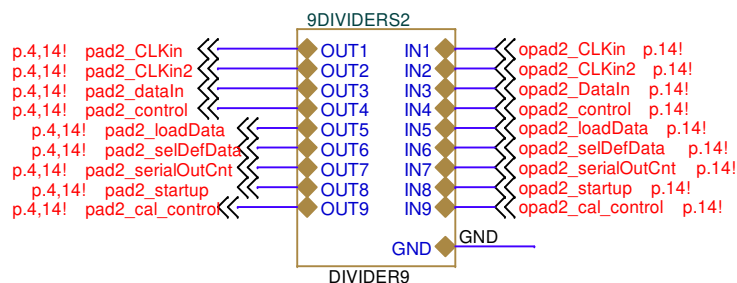 9DIVIDERS2
p.4,14! pad2_CLKin OUT1 IN1 opad2_CLKin p.14!
p.4,14! pad2_CLKin2 OUT2 IN2 opad2_CLKin2 p.14!
p.4,14! pad2_dataIn OUT3 IN3 opad2_DataIn p.14!
p.4,14! pad2_control OUT4 IN4 opad2_control p.14!
p.4,14! pad2_loadData OUT5 IN5 opad2_loadData p.14!
p.4,14! pad2_selDefData OUT6 IN6 opad2_selDefData p.14!
p.4,14! pad2_serialOutCnt OUT7 IN7 opad2_serialOutCnt p.14!
p.4,14! pad2_startup OUT8 IN8 opad2_startup p.14!
p.4,14! pad2_cal_control OUT9 IN9 opad2_cal_control p.14!
GND GND
DIVIDER9